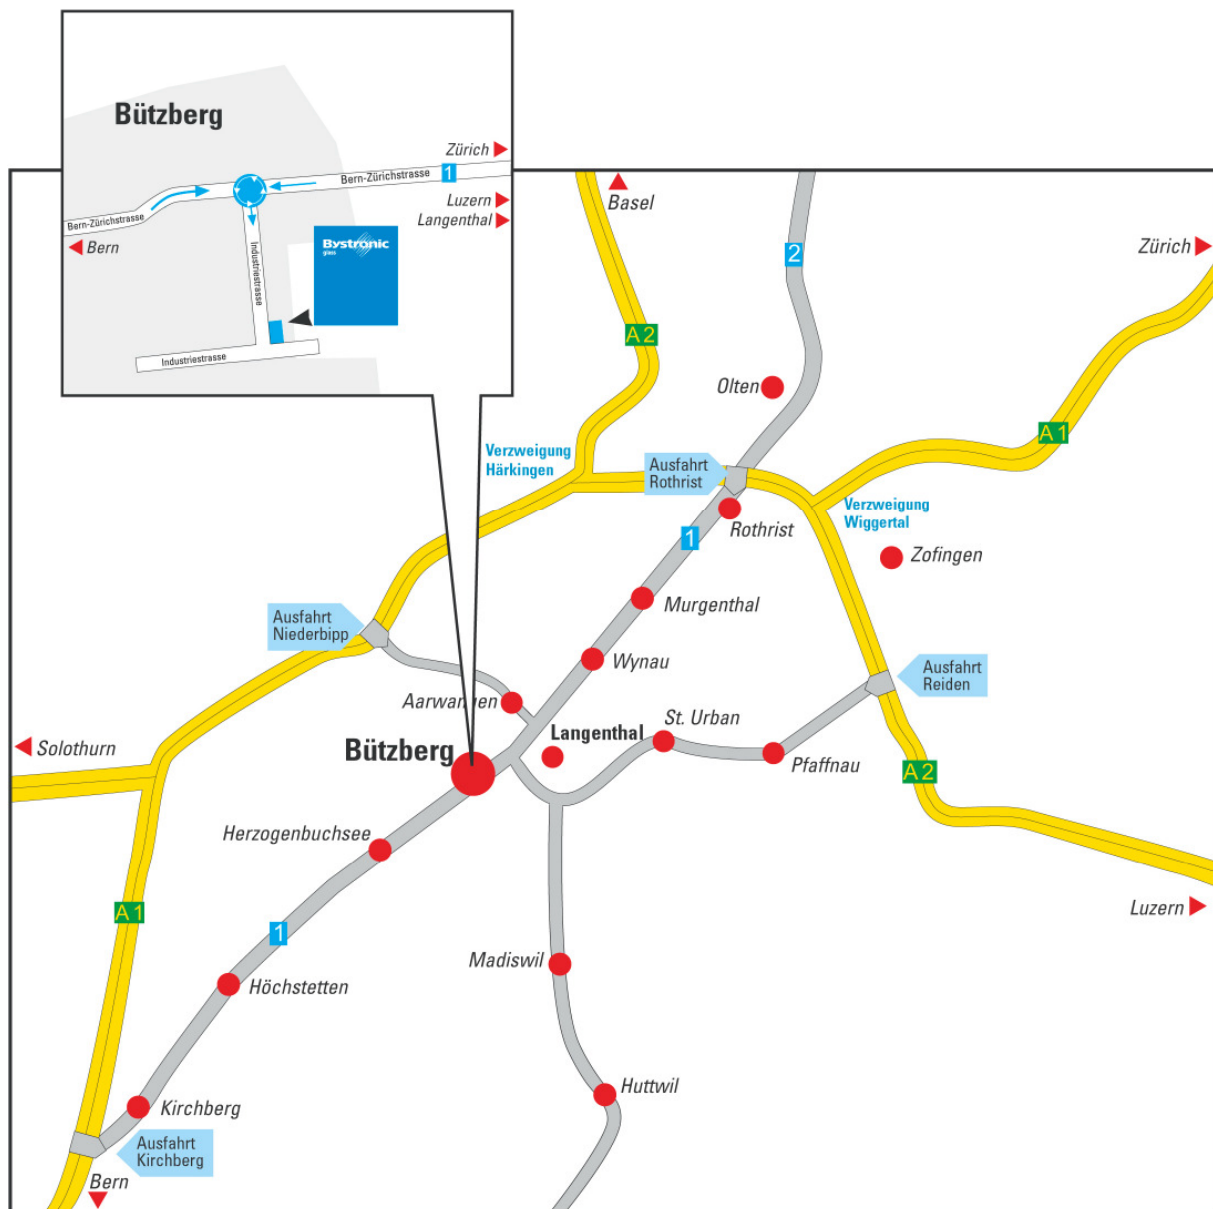 Bützberg
Zürich
Bern-Zürichstrasse
1
Luzern
Langenthal
Bern-Zürichstrasse
Bern
Industriestrasse
Bystronic
glass
Industriestrasse
Basel
Zürich
2
A 2
Olten
A 1
Verzweigung
Härkingen
Ausfahrt
Rothrist
Verzweigung
Wiggertal
Rothrist
1
Zofingen
Ausfahrt
Niederbipp
Murgenthal
Wynau
Ausfahrt
Reiden
Aarwangen
St. Urban
Langenthal
Solothurn
Bützberg
Pfaffnau
A 2
Herzogenbuchsee
A 1
Luzern
1
Madiswil
Höchstetten
Huttwil
Kirchberg
Ausfahrt
Kirchberg
Bern